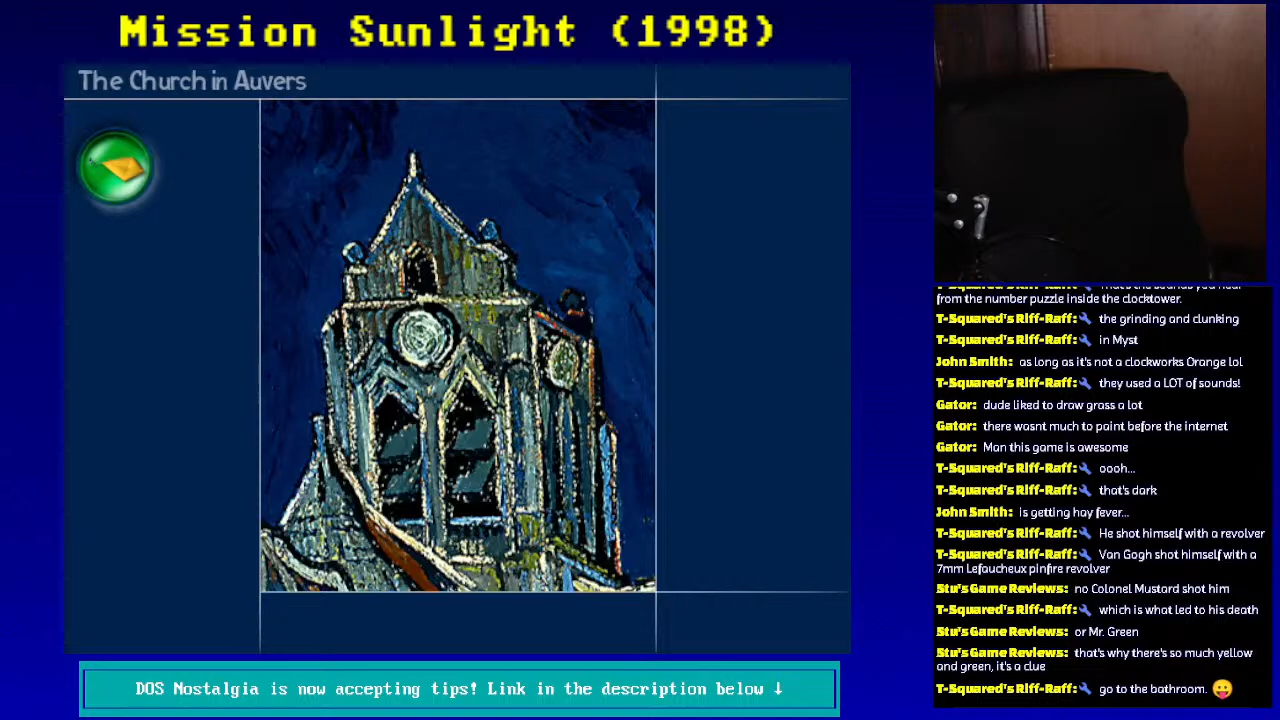 Mission Sunlight (1998)
The Church in Auvers
from the number puzzle inside the clocktower.
T-Squared's Riff-Raff: the grinding and clunking
T-Squared's Riff-Raff: in Myst
John Smith: as long as it's not a clockworks Orange lol
T-Squared's Riff-Raff: they used a LOT of sounds!
Gator: dude liked to draw grass a lot
Gator: there wasnt much to paint before the internet
Gator: Man this game is awesome
T-Squared's Riff-Raff: oooh...
T-Squared's Riff-Raff: that's dark
John Smith: is getting hay fever...
T-Squared's Riff-Raff: He shot himself with a revolver
T-Squared's Riff-Raff: Van Gogh shot himself with a
7mm Lefaucheux pinfire revolver
Stu's Game Reviews: no Colonel Mustard shot him
T-Squared's Riff-Raff: which is what led to his death
Stu's Game Reviews: or Mr. Green
Stu's Game Reviews: that's why there's so much yellow
and green, it's a clue
T-Squared's Riff-Raff: go to the bathroom. 😛
DOS Nostalgia is now accepting tips! Link in the description below ↓